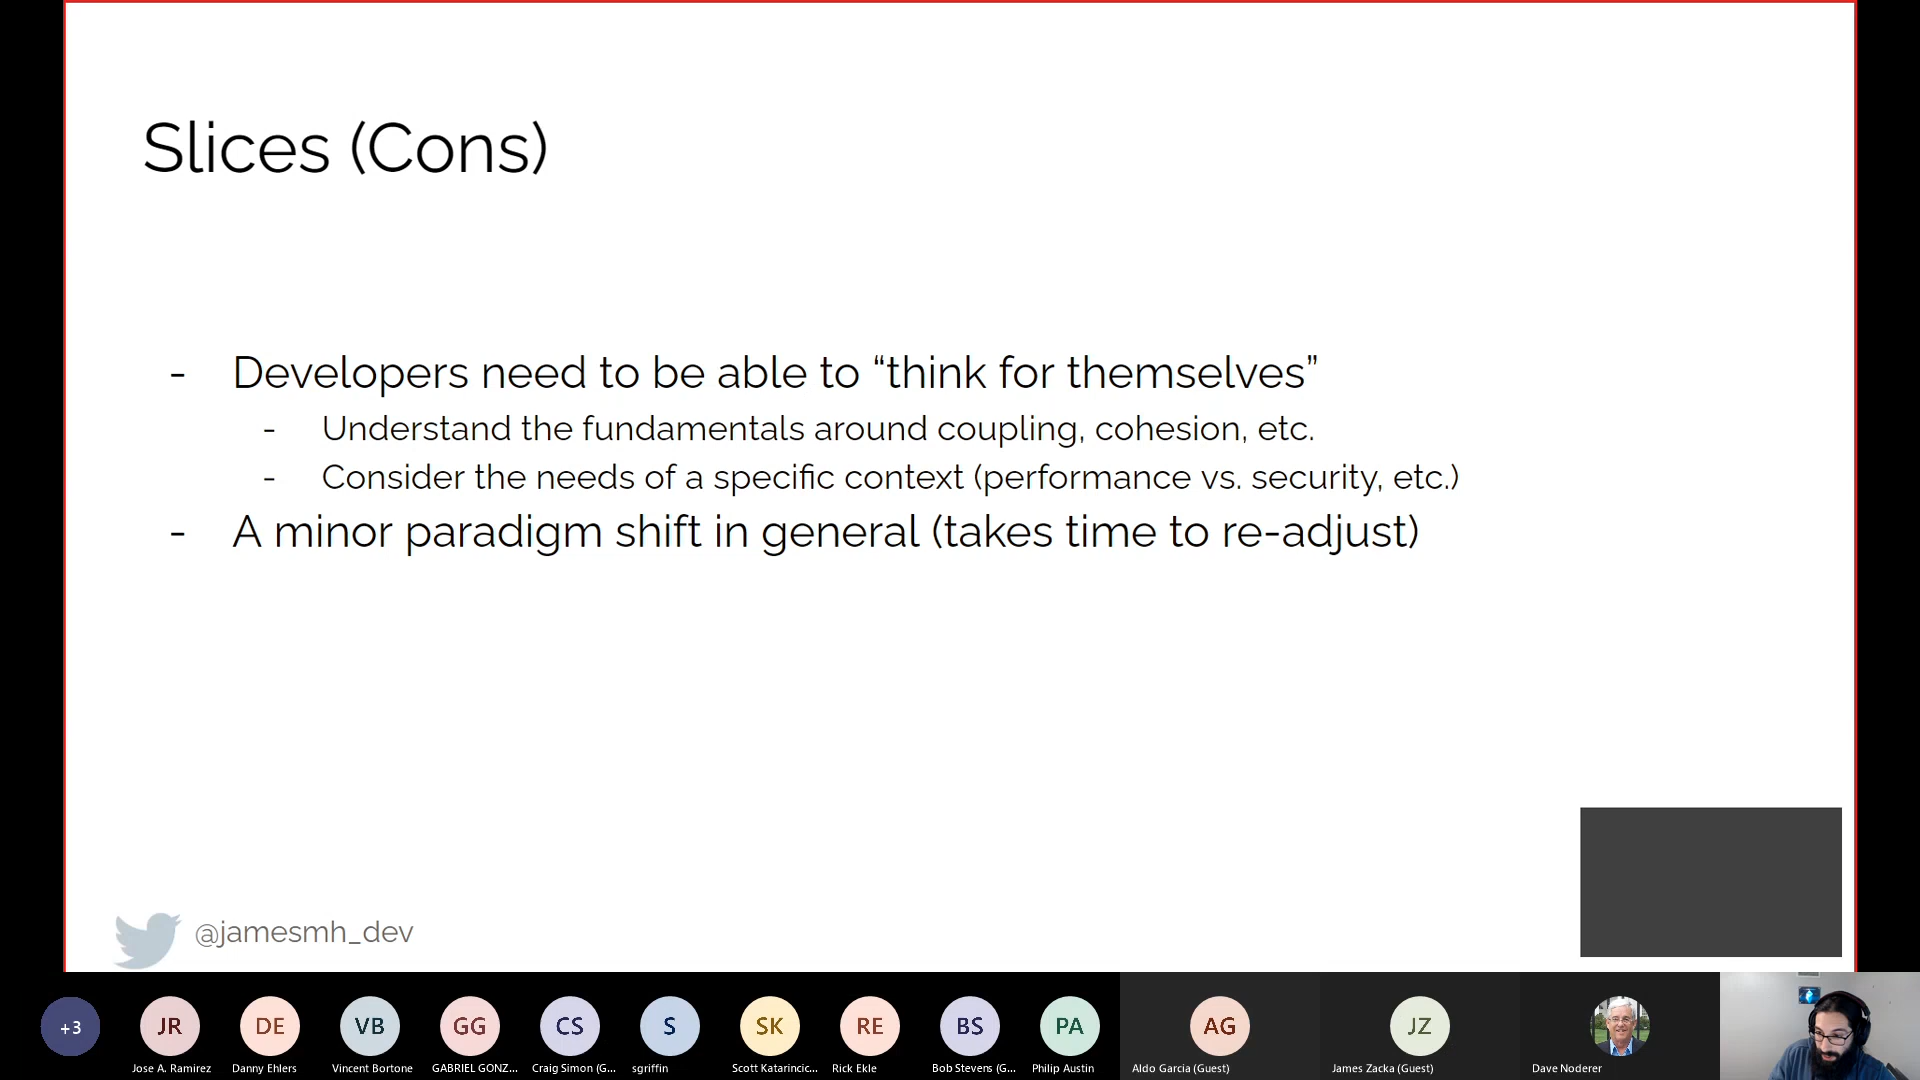 Slices (Cons)
- Developers need to be able to “think for themselves”
- Understand the fundamentals around coupling, cohesion, etc.
- Consider the needs of a specific context (performance vs. security, etc.)
- A minor paradigm shift in general (takes time to re-adjust)
@jamesmh_dev
+3
JR
DE
VB
GG
CS
S
SK
RE
BS
PA
AG
JZ
Jose A. Ramirez
Danny Ehlers
Vincent Bortone
GABRIEL GONZ...
Craig Simon (G...
sgriffin
Scott Katarincic...
Rick Ekle
Bob Stevens (G...
Philip Austin
Aldo Garcia (Guest)
James Zacka (Guest)
Dave Noderer